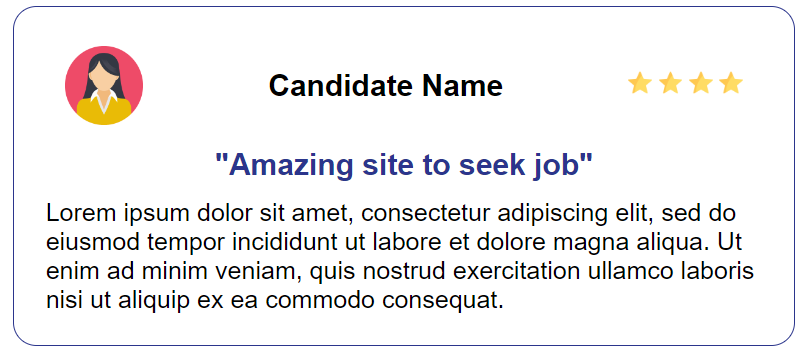 Candidate Name
"Amazing site to seek job"
Lorem ipsum dolor sit amet, consectetur adipiscing elit, sed do
eiusmod tempor incididunt ut labore et dolore magna aliqua. Ut
enim ad minim veniam, quis nostrud exercitation ullamco laboris
nisi ut aliquip ex ea commodo consequat.